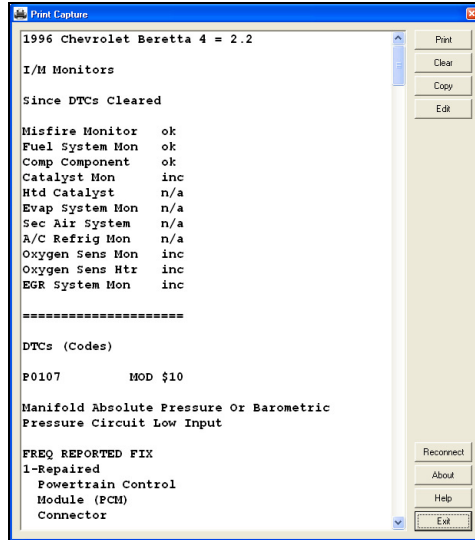 Print Capture
1996 Chevrolet Beretta 4 = 2.2
I/M Monitors
Since DTCs Cleared
Misfire Monitor ok
Fuel System Mon ok
Comp Component ok
Catalyst Mon inc
Htd Catalyst n/a
Evap System Mon n/a
Sec Air System n/a
A/C Refrig Mon n/a
Oxygen Sens Mon inc
Oxygen Sens Htr inc
EGR System Mon inc
=====================
DTCs (Codes)
P0107 MOD $10
Manifold Absolute Pressure Or Barometric
Pressure Circuit Low Input
FREQ REPORTED FIX
1-Repaired
Powertrain Control
Module (PCM)
Connector
Print
Clear
Copy
Edit
Reconnect
About
Help
Exit